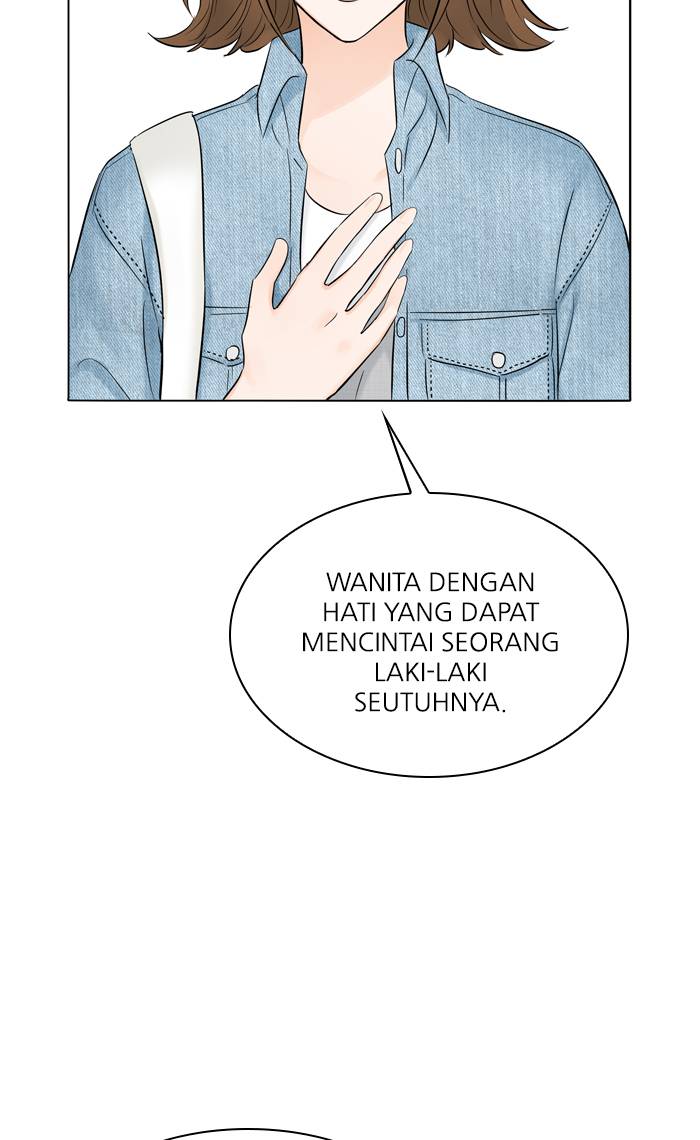 WANITA DENGAN
HATI YANG DAPAT
MENCINTAI SEORANG
LAKI-LAKI
SEUTUHNYA.